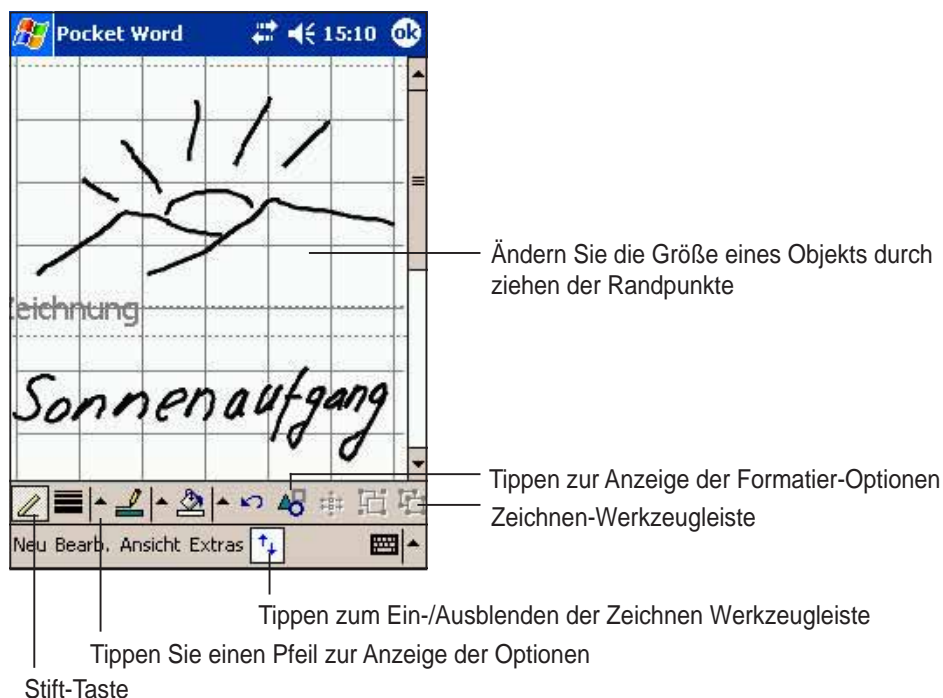 Pocket Word 15:10 ok
Zeichnung
Sonnenaufgang
Neu Bearb. Ansicht Extras
Ändern Sie die Größe eines Objekts durch
ziehen der Randpunkte
Tippen zur Anzeige der Formatier-Optionen
Zeichnen-Werkzeugleiste
Tippen zum Ein-/Ausblenden der Zeichnen Werkzeugleiste
Tippen Sie einen Pfeil zur Anzeige der Optionen
Stift-Taste